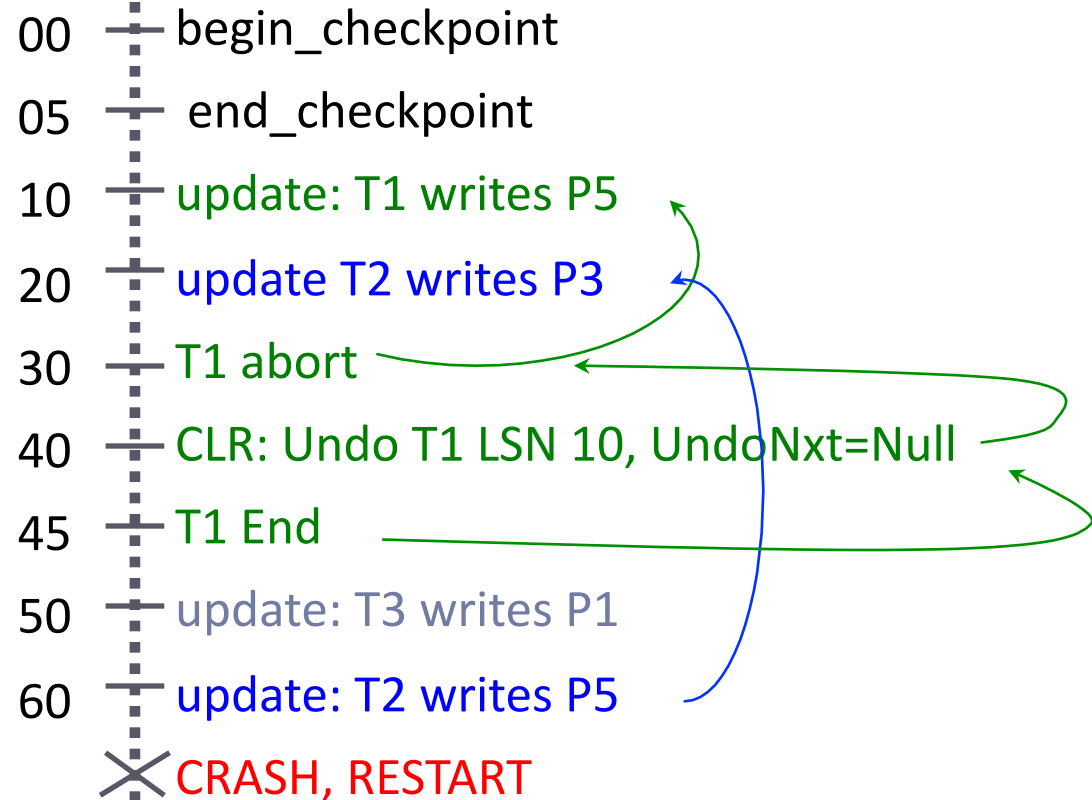 00 begin_checkpoint
05 end_checkpoint
10 update: T1 writes P5
20 update T2 writes P3
30 T1 abort
40 CLR: Undo T1 LSN 10, UndoNxt=Null
45 T1 End
50 update: T3 writes P1
60 update: T2 writes P5
CRASH, RESTART